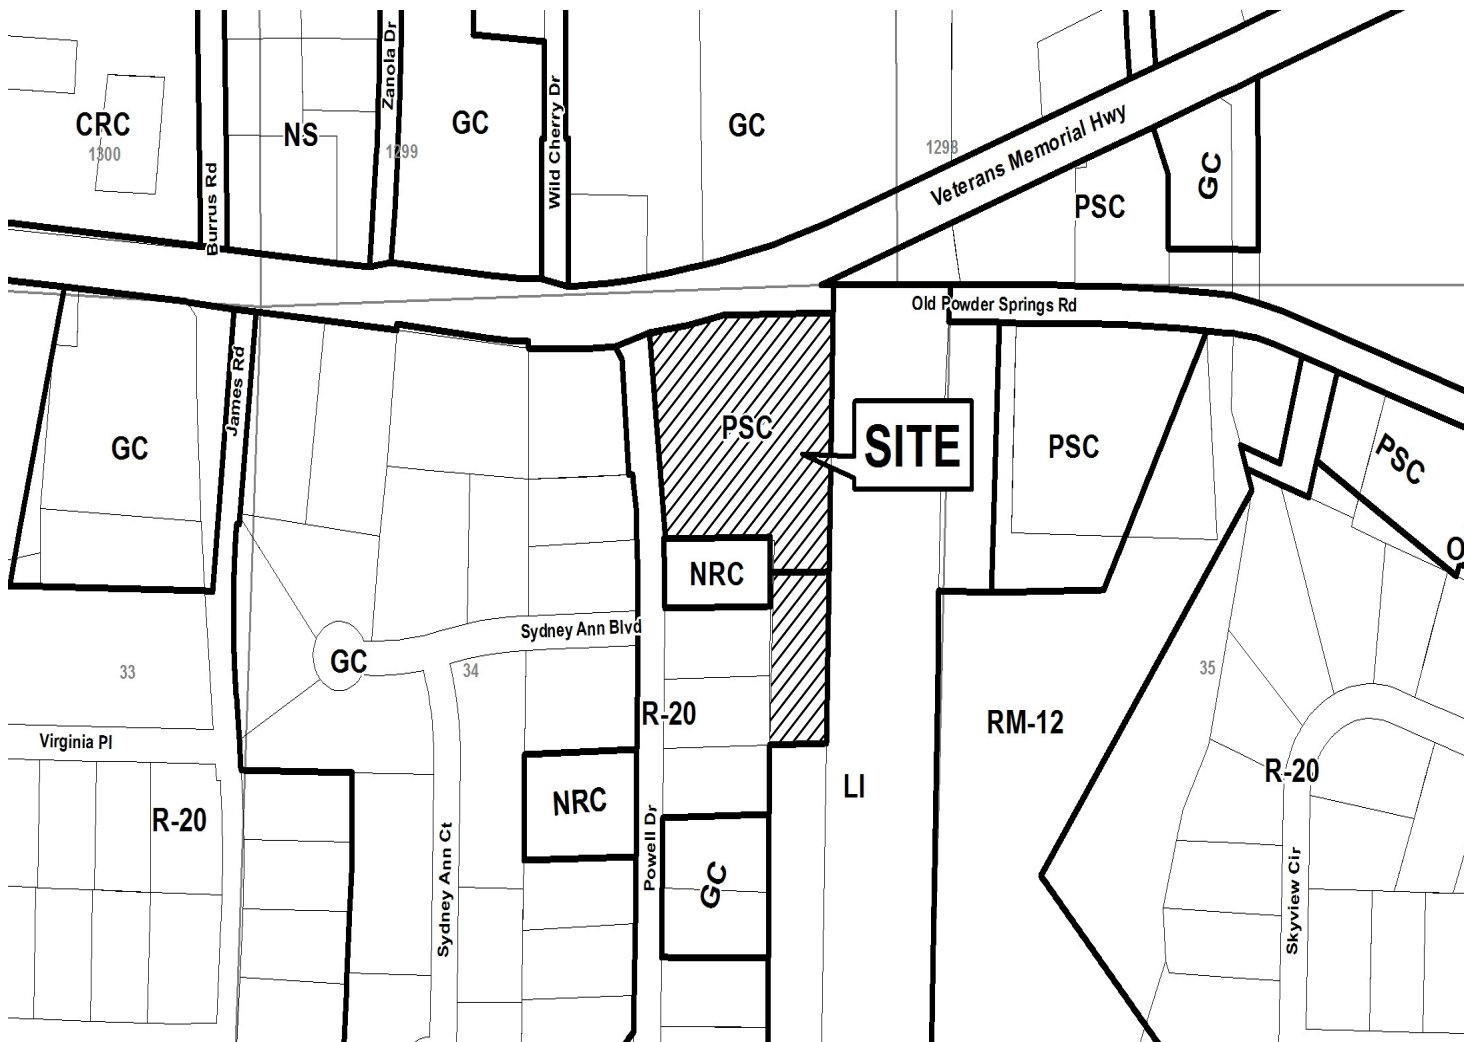 Zanola Dr
Wild Cherry Dr
CRC
1300
NS
GC
1299
GC
1298
Veterans Memorial Hwy
GC
PSC
Burrus Rd
Old Powder Springs Rd
James Rd
GC
PSC
SITE
PSC
PSC
NRC
O
Sydney Ann Blvd
GC
33
34
35
R-20
RM-12
Virginia Pl
R-20
LI
R-20
NRC
Powell Dr
GC
Sydney Ann Ct
Skyview Cir